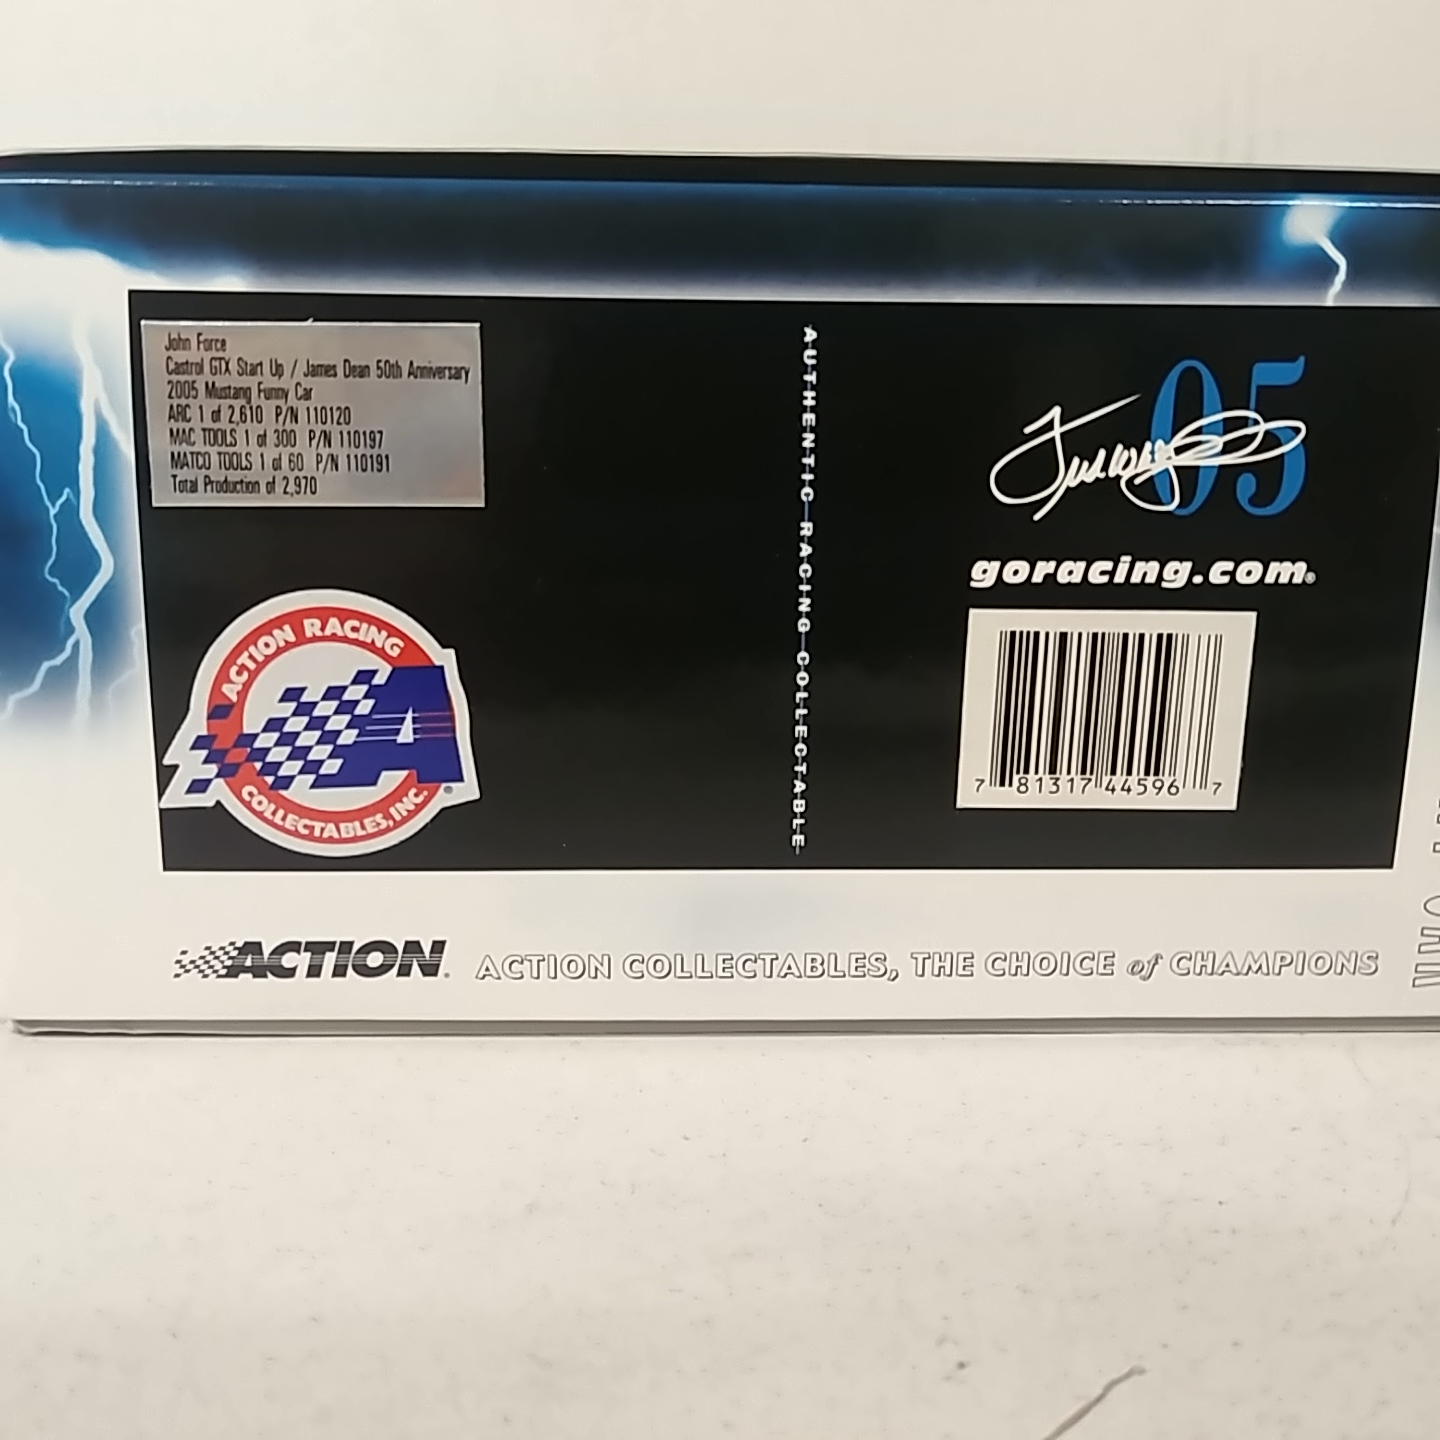 John Force
Castrol GTX Start Up / James Dean 50th Anniversary
2005 Mustang Funny Car
ARC 1 of 2,610 P/N 110120
MAC TOOLS 1 of 300 P/N 110197
MATCO TOOLS 1 of 60 P/N 110191
Total Production of 2,970
ACTION RACING
A
COLLECTABLES, INC.
®
AUTHENTIC RACING COLLECTABLE
05
goracing.com®
7 81317 44596 7
ACTION®
ACTION COLLECTABLES, THE CHOICE of CHAMPIONS